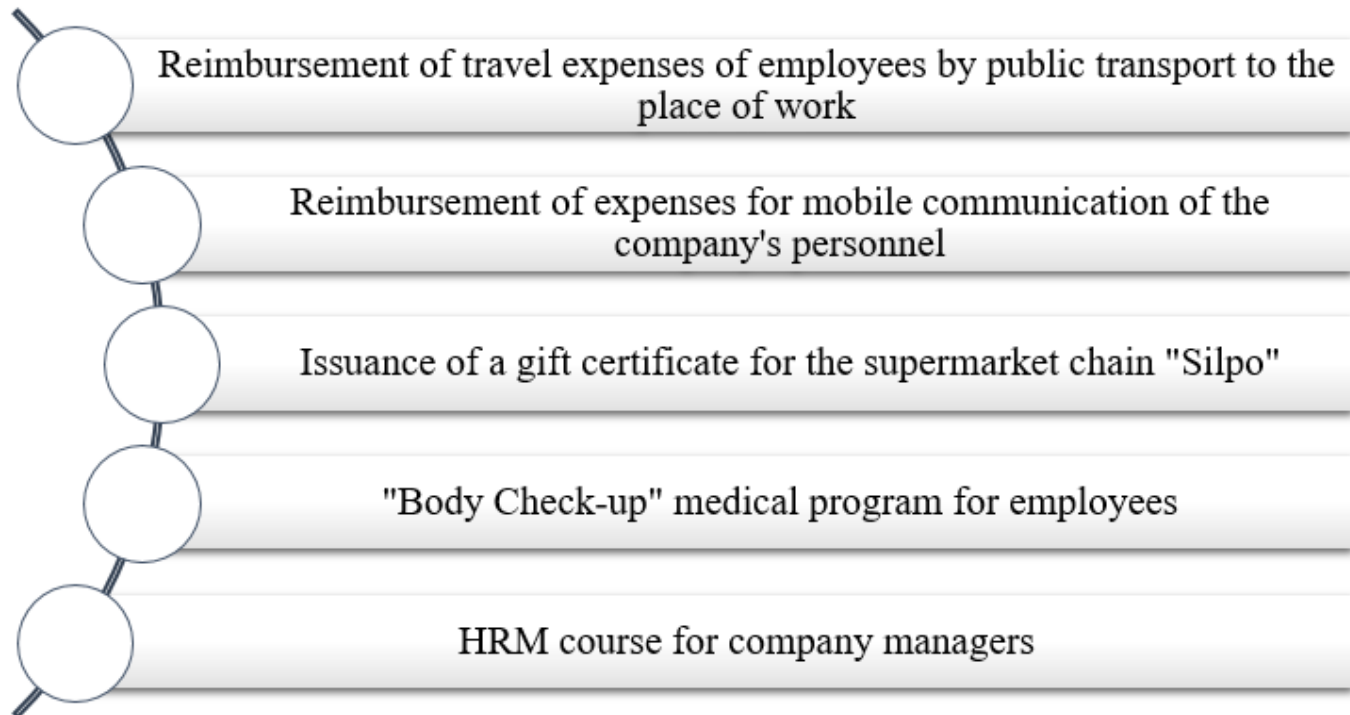 Reimbursement of travel expenses of employees by public transport to the
place of work
Reimbursement of expenses for mobile communication of the
company's personnel
Issuance of a gift certificate for the supermarket chain "Silpo"
"Body Check-up" medical program for employees
HRM course for company managers